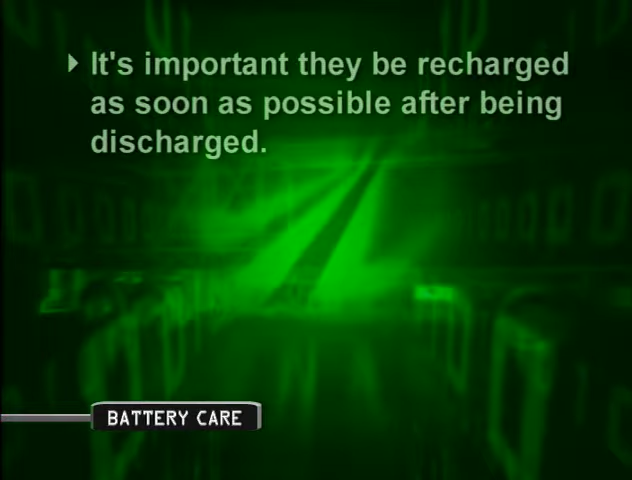 It's important they be recharged
as soon as possible after being
discharged.
BATTERY CARE